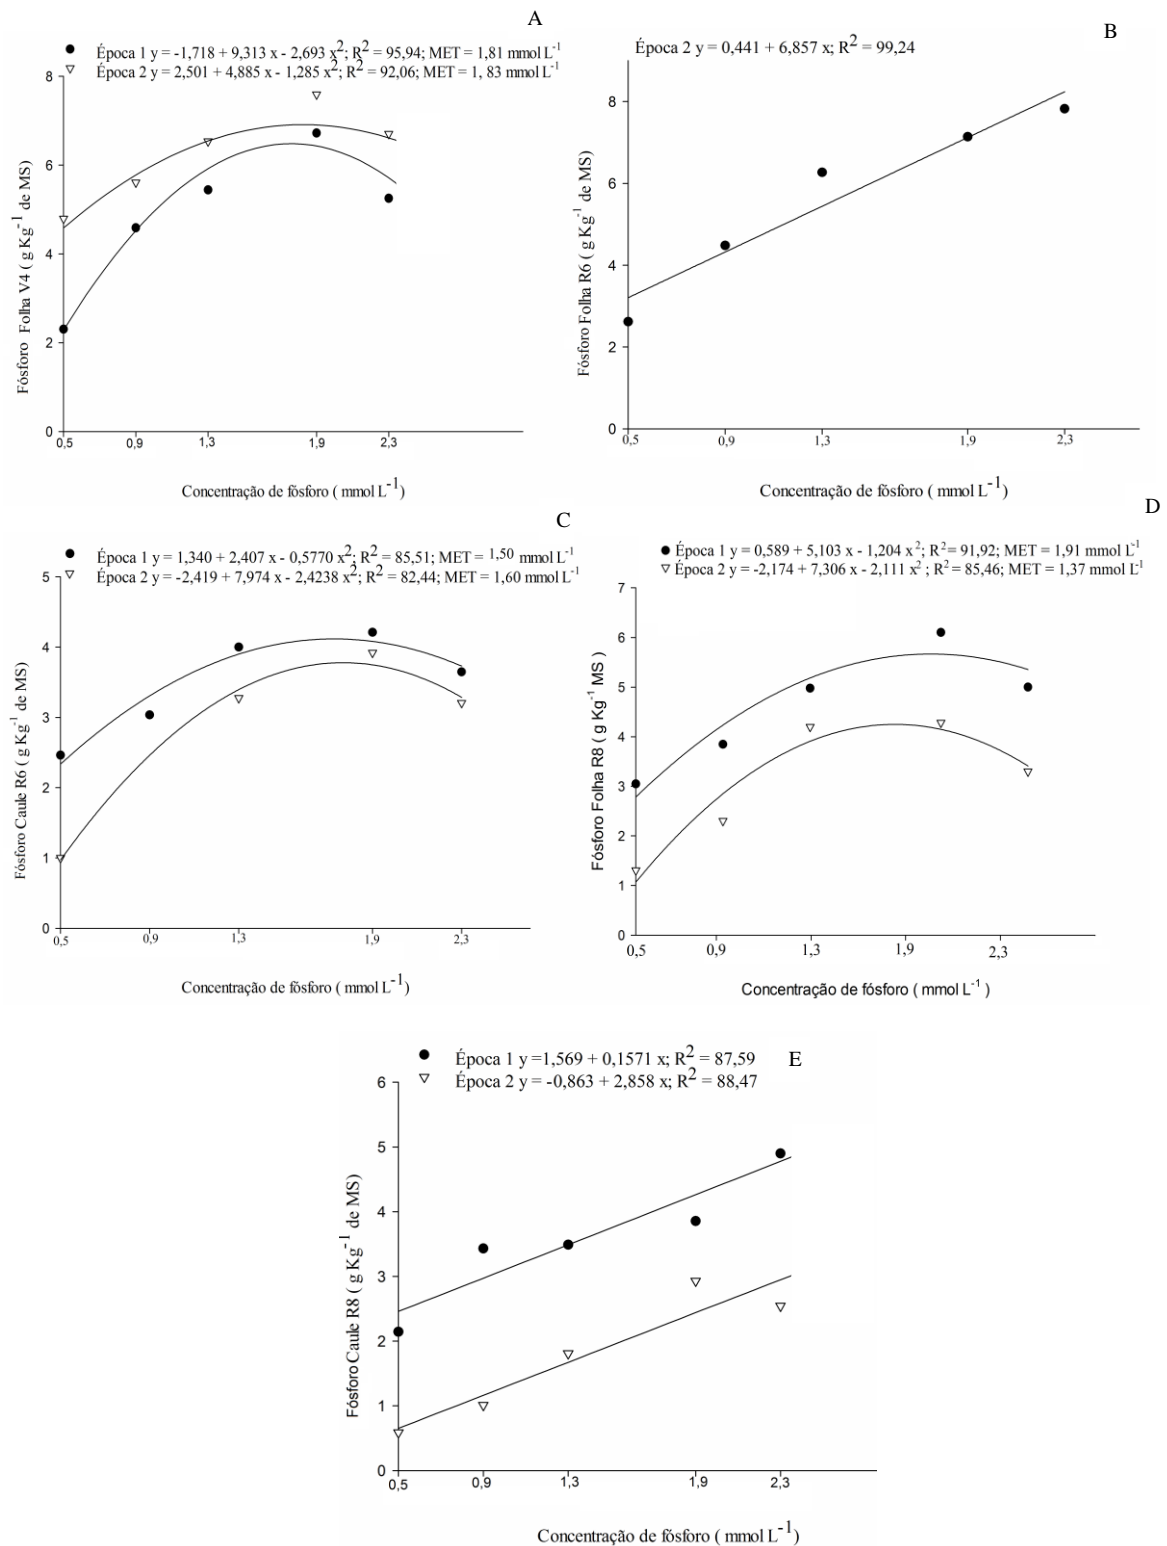 A
Época 1 y = -1,718 + 9,313 x - 2,693 x²; R² = 95,94; MET = 1,81 mmol L⁻¹
Época 2 y = 2,501 + 4,885 x - 1,285 x²; R² = 92,06; MET = 1, 83 mmol L⁻¹
8
6
4
2
0
Fósforo Folha V4 ( g Kg⁻¹ de MS)
0,5 0,9 1,3 1,9 2,3
Concentração de fósforo ( mmol L⁻¹)
B
Época 2 y = 0,441 + 6,857 x; R² = 99,24
8
6
4
2
0
Fósforo Folha R6 ( g Kg⁻¹ de MS)
0,5 0,9 1,3 1,9 2,3
Concentração de fósforo ( mmol L⁻¹)
C
Época 1 y = 1,340 + 2,407 x - 0,5770 x²; R² = 85,51; MET = 1,50 mmol L⁻¹
Época 2 y = -2,419 + 7,974 x - 2,4238 x²; R² = 82,44; MET = 1,60 mmol L⁻¹
5
4
3
2
1
0
Fósforo Caule R6 ( g Kg⁻¹ de MS)
0,5 0,9 1,3 1,9 2,3
Concentração de fósforo ( mmol L⁻¹)
D
Época 1 y = 0,589 + 5,103 x - 1,204 x²; R² = 91,92; MET = 1,91 mmol L⁻¹
Época 2 y = -2,174 + 7,306 x - 2,111 x² ; R² = 85,46; MET = 1,37 mmol L⁻¹
7
6
5
4
3
2
1
0
Fósforo Folha R8 ( g Kg⁻¹ MS)
0,5 0,9 1,3 1,9 2,3
Concentração de fósforo ( mmol L⁻¹ )
E
Época 1 y =1,569 + 0,1571 x; R² = 87,59
Época 2 y = -0,863 + 2,858 x; R² = 88,47
6
5
4
3
2
1
0
Fósforo Caule R8 ( g Kg⁻¹ de MS)
0,5 0,9 1,3 1,9 2,3
Concentração de fósforo ( mmol L⁻¹)